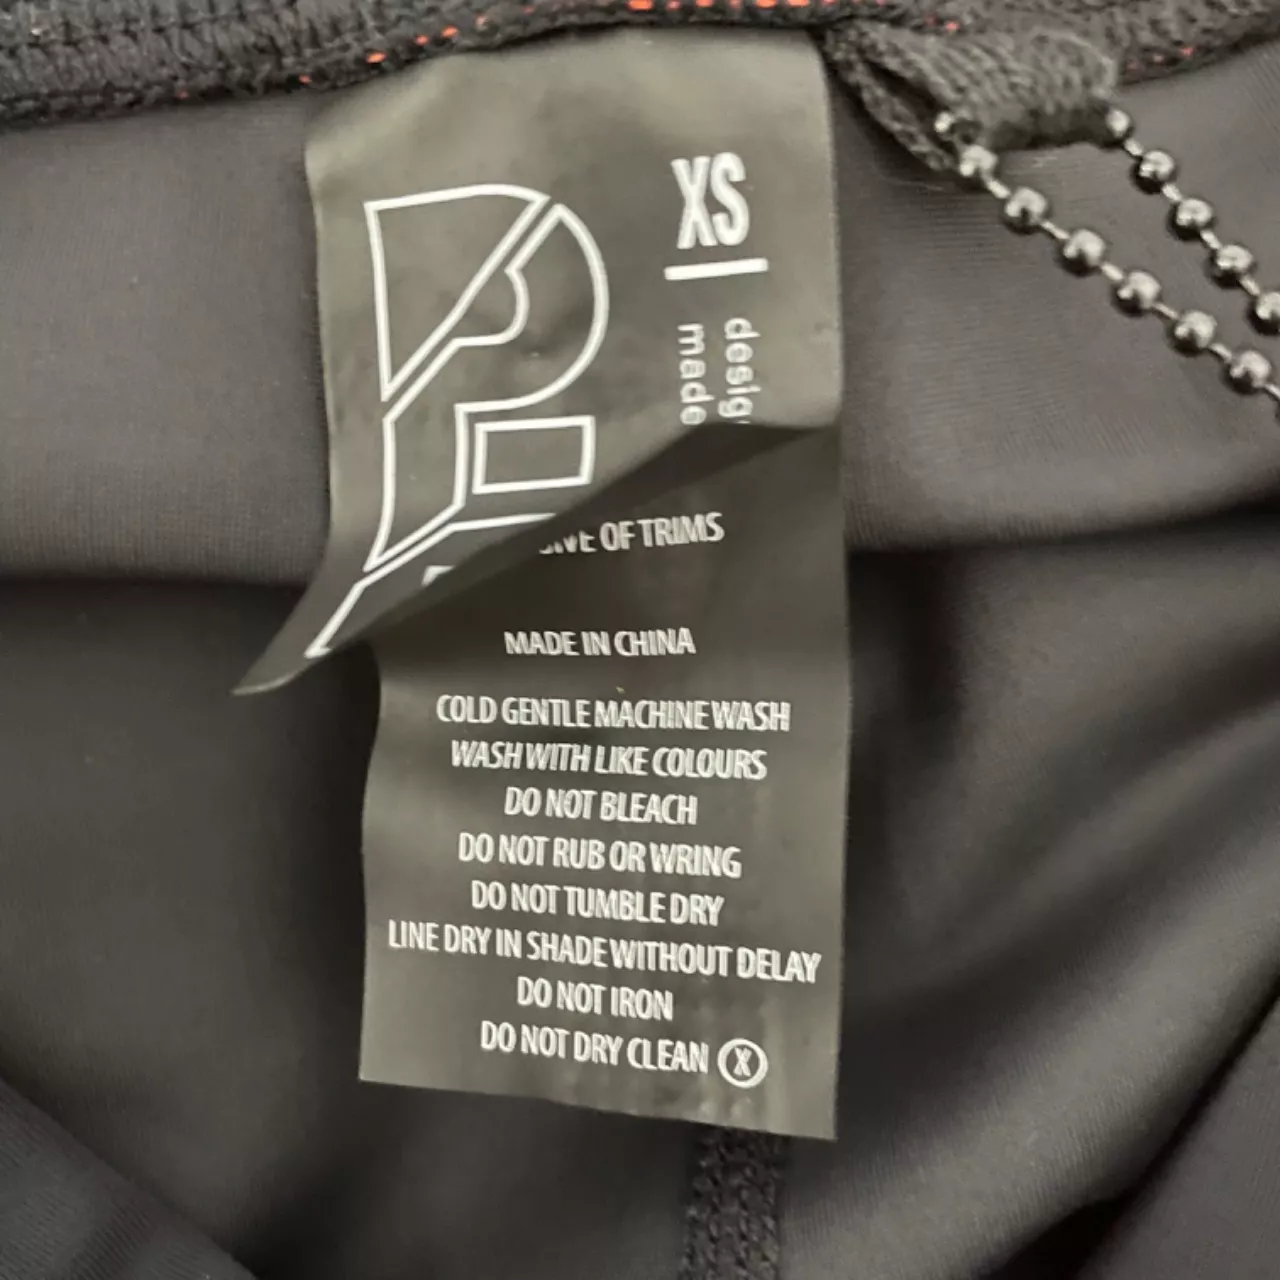 XS
desig
made
OF TRIMS
MADE IN CHINA
COLD GENTLE MACHINE WASH
WASH WITH LIKE COLOURS
DO NOT BLEACH
DO NOT RUB OR WRING
DO NOT TUMBLE DRY
LINE DRY IN SHADE WITHOUT DELAY
DO NOT IRON
DO NOT DRY CLEAN X